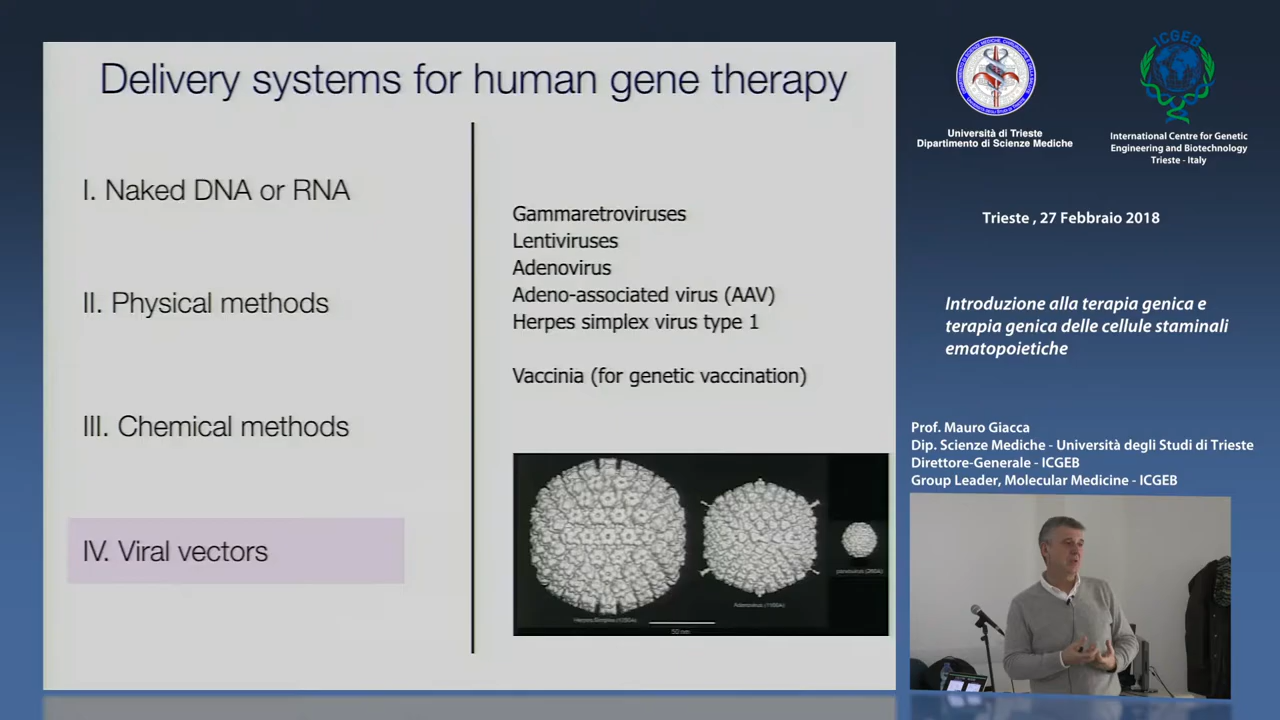 Delivery systems for human gene therapy
I. Naked DNA or RNA
II. Physical methods
III. Chemical methods
IV. Viral vectors
Gammaretroviruses
Lentiviruses
Adenovirus
Adeno-associated virus (AAV)
Herpes simplex virus type 1
Vaccinia (for genetic vaccination)
50 nm
Università di Trieste
Dipartimento di Scienze Mediche
ICGEB
International Centre for Genetic
Engineering and Biotechnology
Trieste - Italy
Trieste , 27 Febbraio 2018
Introduzione alla terapia genica e
terapia genica delle cellule staminali
ematopoietiche
Prof. Mauro Giacca
Dip. Scienze Mediche - Università degli Studi di Trieste
Direttore-Generale - ICGEB
Group Leader, Molecular Medicine - ICGEB